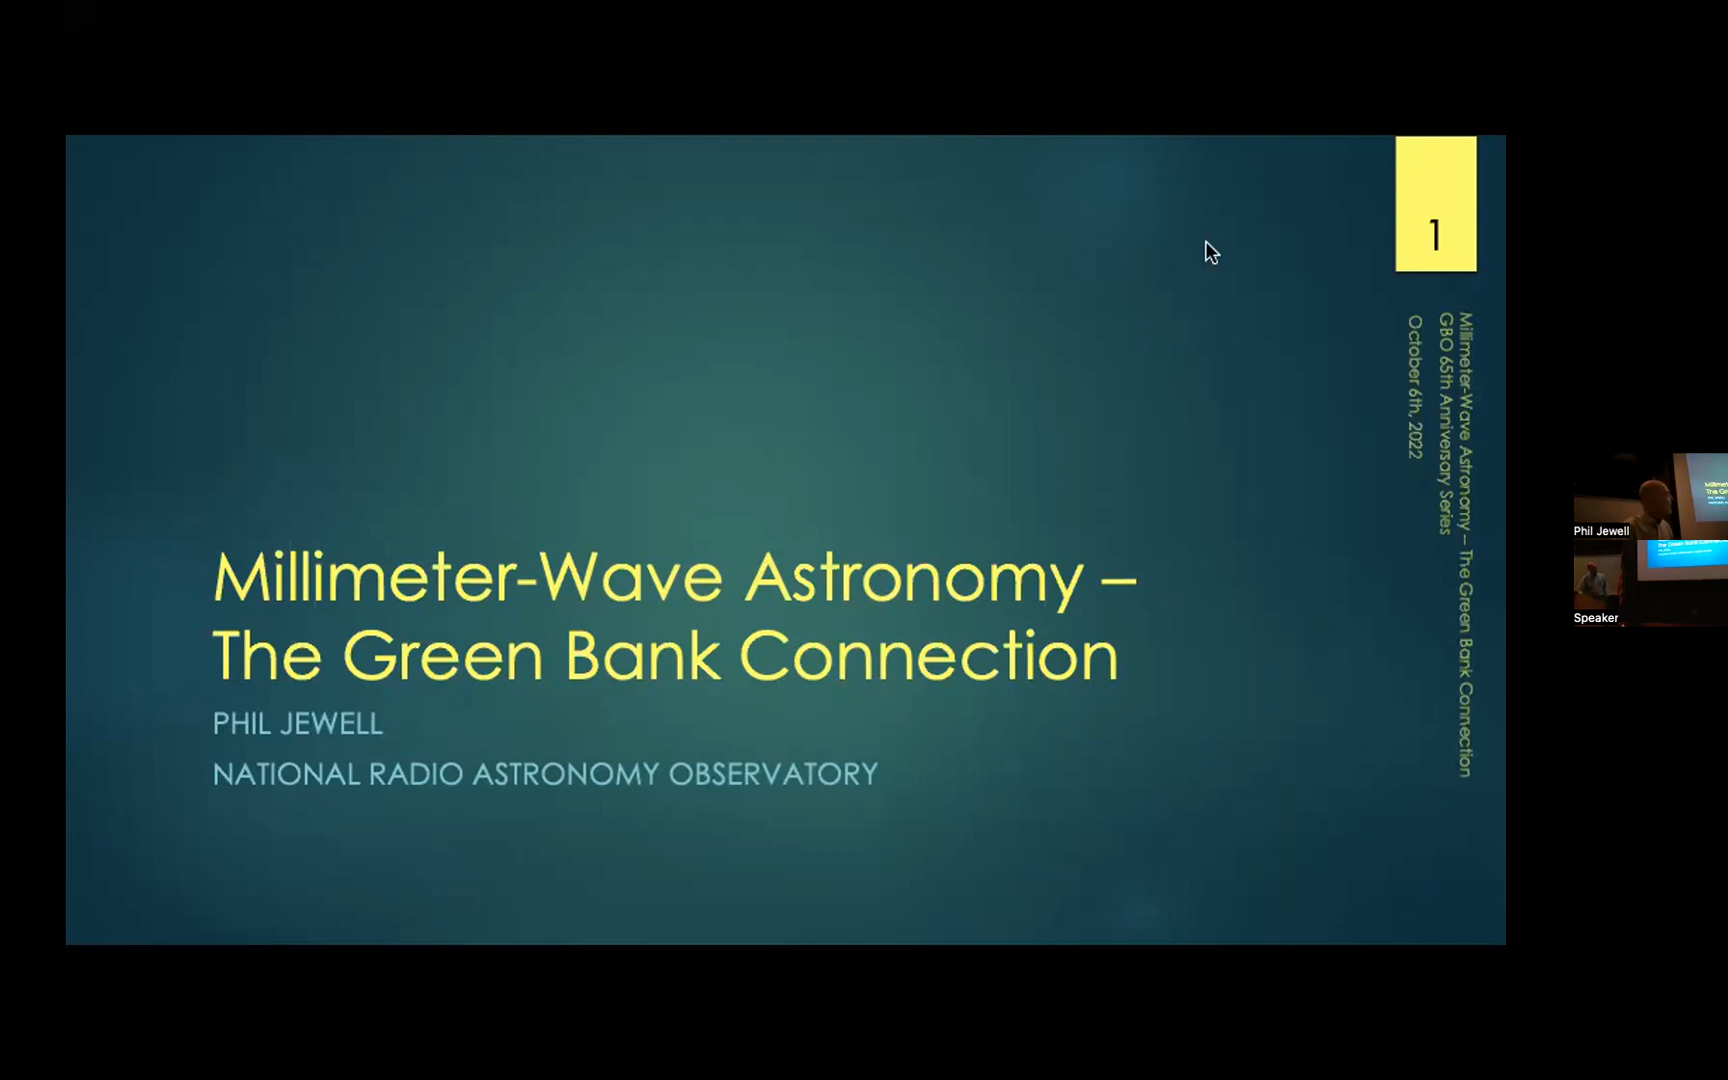 1
Millimeter-Wave Astronomy – The Green Bank Connection
GBO 65th Anniversary Series
October 6th, 2022
Millimeter-Wave Astronomy –
The Green Bank Connection
PHIL JEWELL
NATIONAL RADIO ASTRONOMY OBSERVATORY
Phil Jewell
Speaker